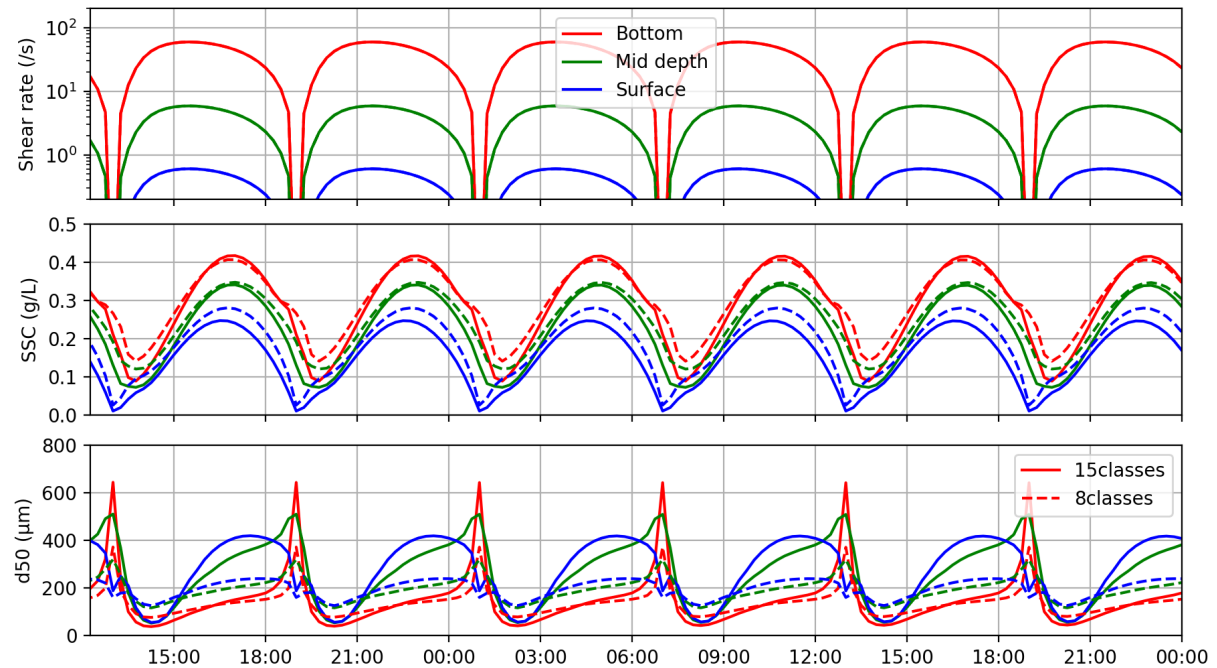 Shear rate (/s)
10²
10¹
10⁰
Bottom
Mid depth
Surface
SSC (g/L)
0.5
0.4
0.3
0.2
0.1
0.0
d50 (μm)
800
600
400
200
0
15classes
8classes
15:00 18:00 21:00 00:00 03:00 06:00 09:00 12:00 15:00 18:00 21:00 00:00